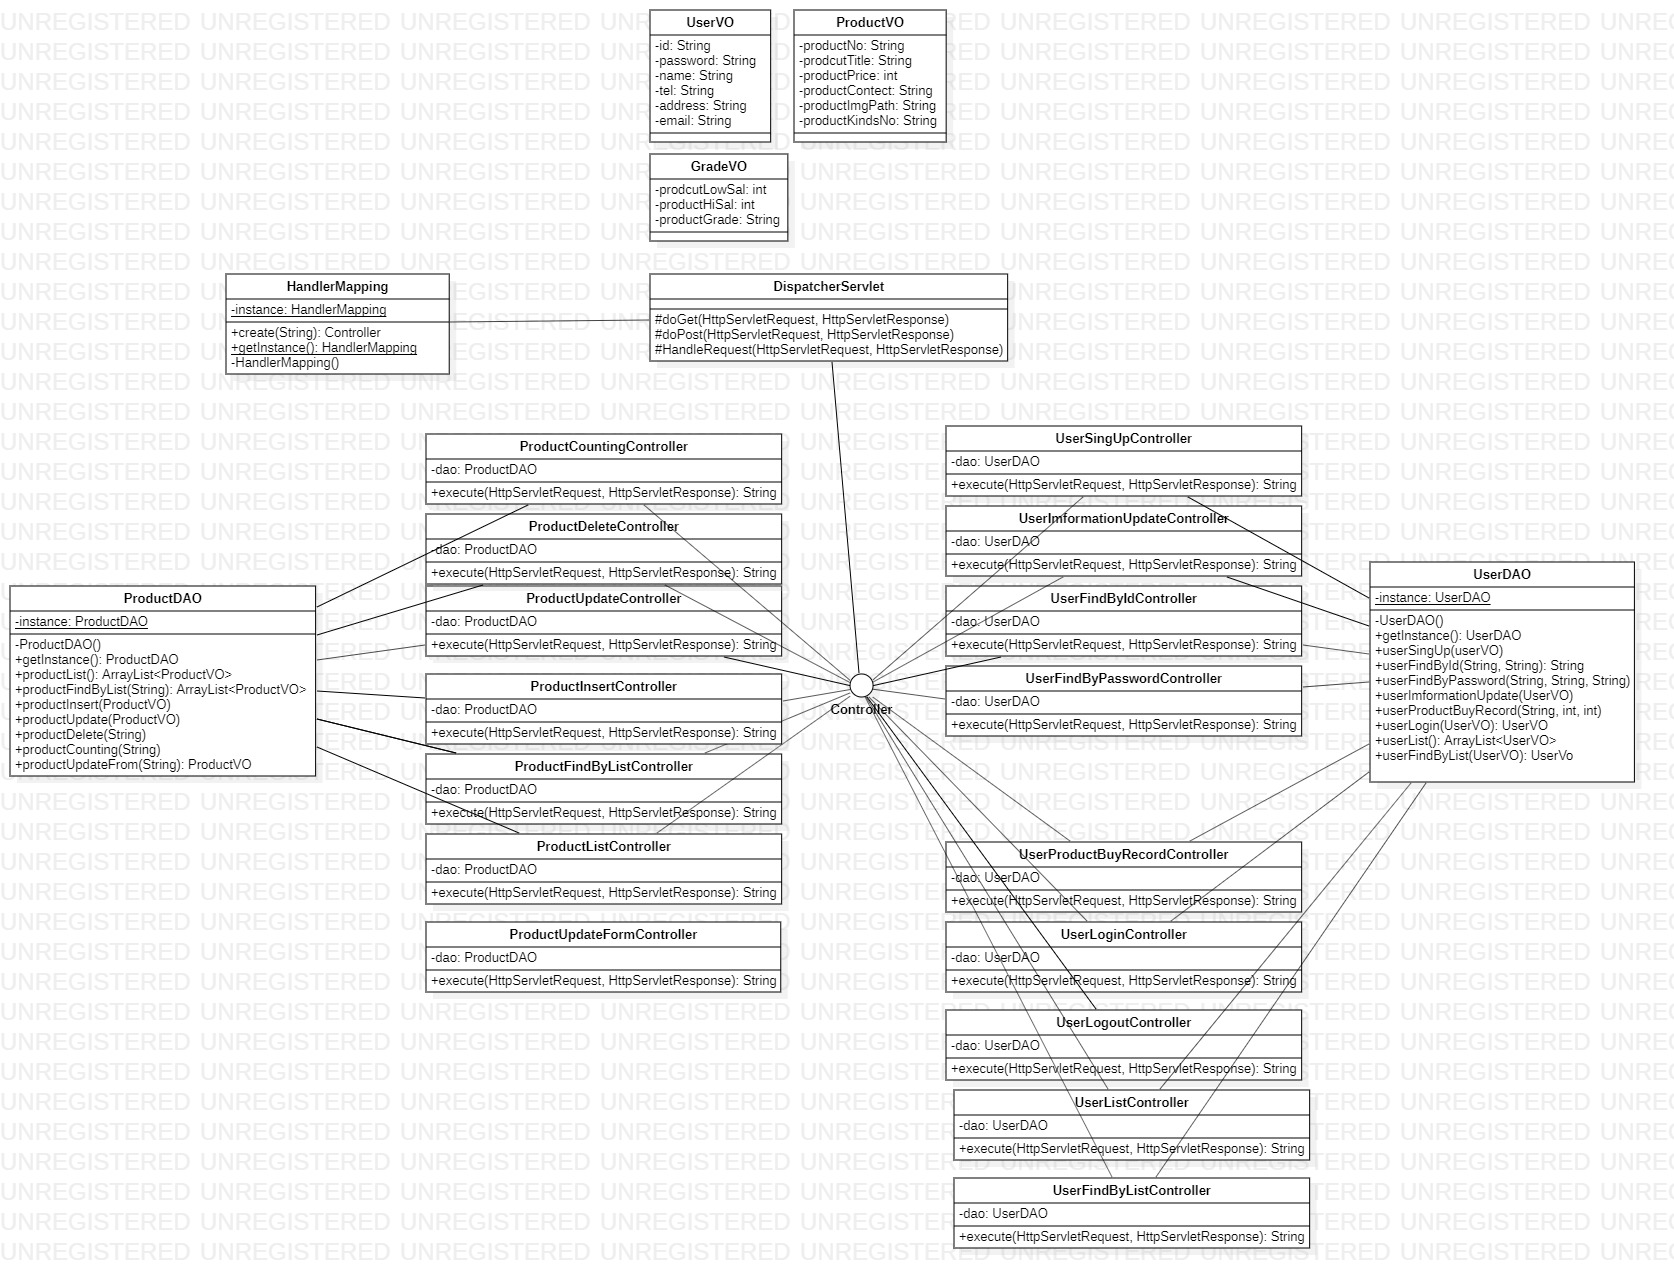 UserVO
-id: String
-password: String
-name: String
-tel: String
-address: String
-email: String
ProductVO
-productNo: String
-prodcutTitle: String
-productPrice: int
-productContect: String
-productImgPath: String
-productKindsNo: String
GradeVO
-prodcutLowSal: int
-productHiSal: int
-productGrade: String
HandlerMapping
-instance: HandlerMapping
+create(String): Controller
+getInstance(): HandlerMapping
-HandlerMapping()
DispatcherServlet
#doGet(HttpServletRequest, HttpServletResponse)
#doPost(HttpServletRequest, HttpServletResponse)
#HandleRequest(HttpServletRequest, HttpServletResponse)
ProductDAO
-instance: ProductDAO
-ProductDAO()
+getInstance(): ProductDAO
+productList(): ArrayList<ProductVO>
+productFindByList(String): ArrayList<ProductVO>
+productInsert(ProductVO)
+productUpdate(ProductVO)
+productDelete(String)
+productCounting(String)
+productUpdateFrom(String): ProductVO
ProductCountingController
-dao: ProductDAO
+execute(HttpServletRequest, HttpServletResponse): String
ProductDeleteController
-dao: ProductDAO
+execute(HttpServletRequest, HttpServletResponse): String
ProductUpdateController
-dao: ProductDAO
+execute(HttpServletRequest, HttpServletResponse): String
ProductInsertController
-dao: ProductDAO
+execute(HttpServletRequest, HttpServletResponse): String
ProductFindByListController
-dao: ProductDAO
+execute(HttpServletRequest, HttpServletResponse): String
ProductListController
-dao: ProductDAO
+execute(HttpServletRequest, HttpServletResponse): String
ProductUpdateFormController
-dao: ProductDAO
+execute(HttpServletRequest, HttpServletResponse): String
Controller
UserSingUpController
-dao: UserDAO
+execute(HttpServletRequest, HttpServletResponse): String
UserImformationUpdateController
-dao: UserDAO
+execute(HttpServletRequest, HttpServletResponse): String
UserFindByIdController
-dao: UserDAO
+execute(HttpServletRequest, HttpServletResponse): String
UserFindByPasswordController
-dao: UserDAO
+execute(HttpServletRequest, HttpServletResponse): String
UserProductBuyRecordController
-dao: UserDAO
+execute(HttpServletRequest, HttpServletResponse): String
UserLoginController
-dao: UserDAO
+execute(HttpServletRequest, HttpServletResponse): String
UserLogoutController
-dao: UserDAO
+execute(HttpServletRequest, HttpServletResponse): String
UserListController
-dao: UserDAO
+execute(HttpServletRequest, HttpServletResponse): String
UserFindByListController
-dao: UserDAO
+execute(HttpServletRequest, HttpServletResponse): String
UserDAO
-instance: UserDAO
-UserDAO()
+getInstance(): UserDAO
+userSingUp(userVO)
+userFindById(String, String): String
+userFindByPassword(String, String, String)
+userImformationUpdate(UserVO)
+userProductBuyRecord(String, int, int)
+userLogin(UserVO): UserVO
+userList(): ArrayList<UserVO>
+userFindByList(UserVO): UserVo
UNREGISTERED